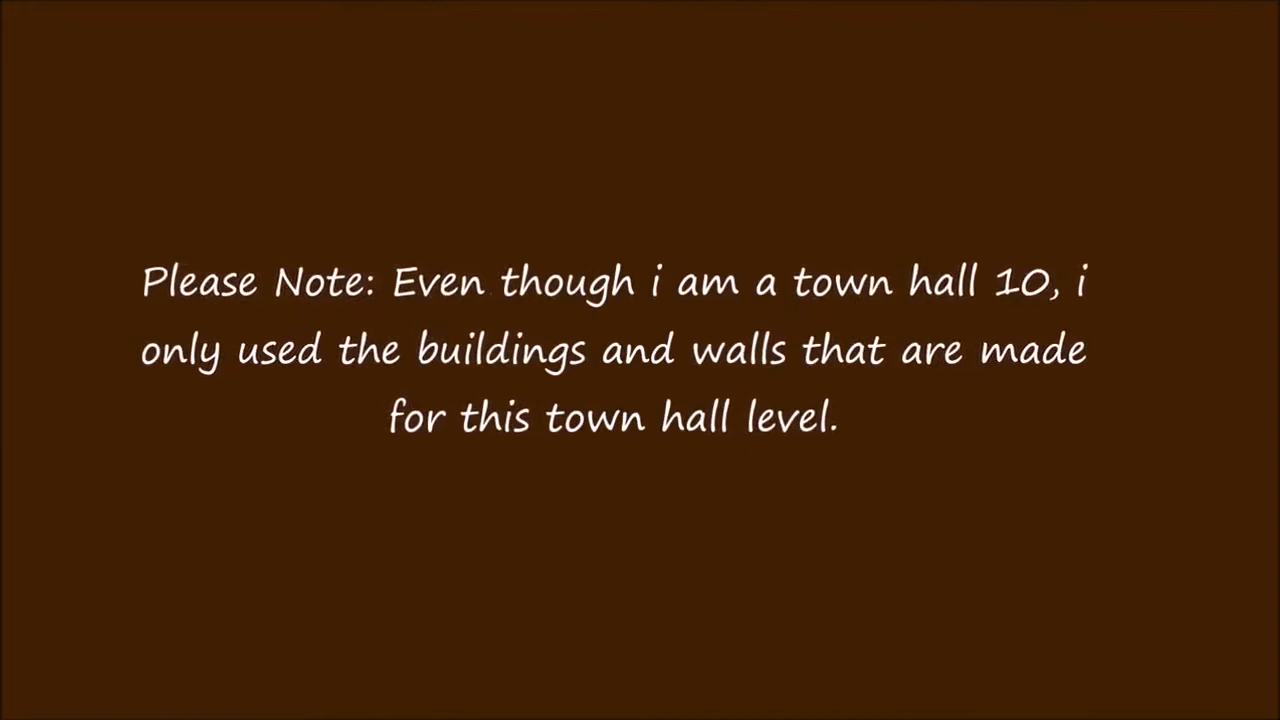 Please Note: Even though i am a town hall 10, i
only used the buildings and walls that are made
for this town hall level.